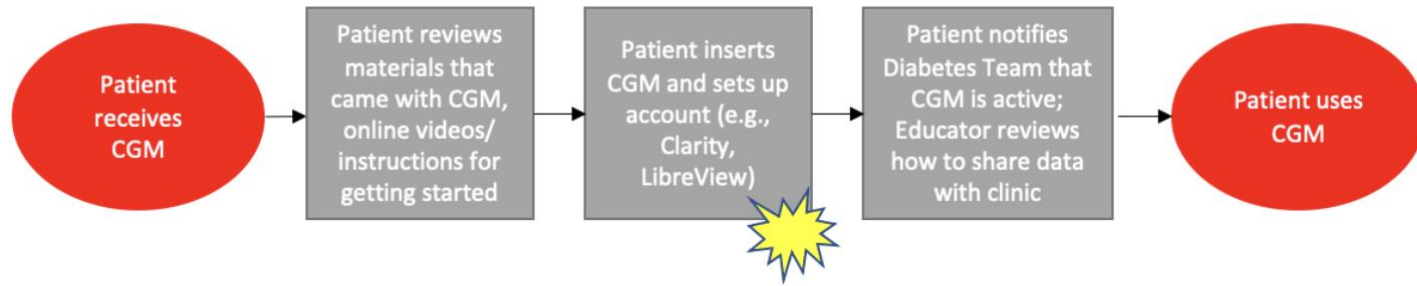 Patient
receives
CGM
Patient reviews
materials that
came with CGM,
online videos/
instructions for
getting started
Patient inserts
CGM and sets up
account (e.g.,
Clarity,
LibreView)
Patient notifies
Diabetes Team that
CGM is active;
Educator reviews
how to share data
with clinic
Patient uses
CGM